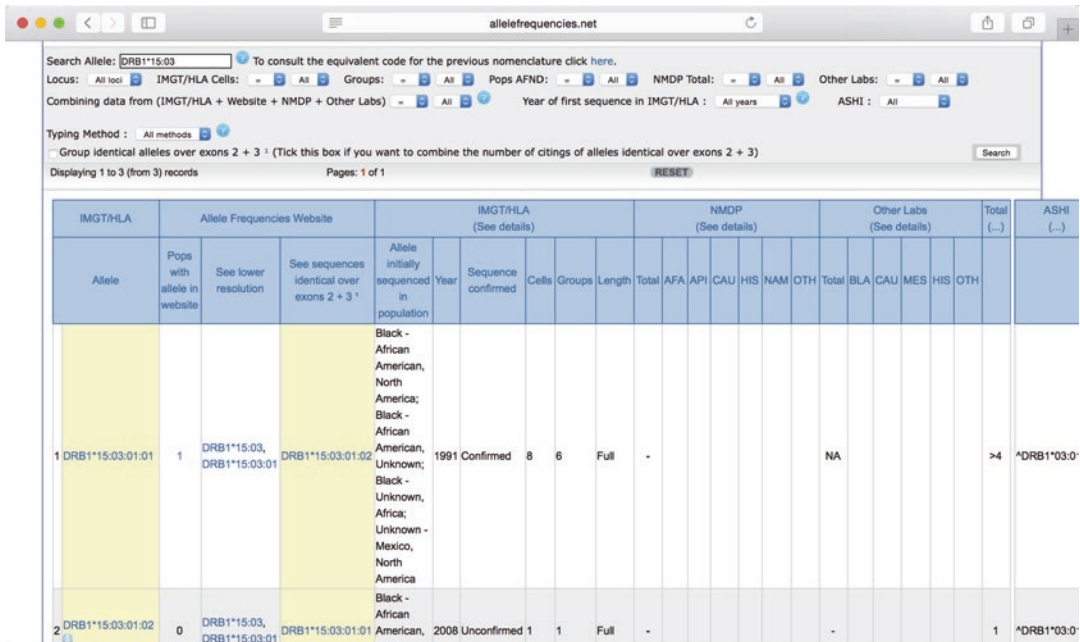 allelefrequencies.net
Search Allele: DRB1*15:03 ? To consult the equivalent code for the previous nomenclature click here.
Locus: All loci IMGT/HLA Cells: = All Groups: = All Pops AFND: = All NMDP Total: = All Other Labs: = All
Combining data from (IMGT/HLA + Website + NMDP + Other Labs) = All ? Year of first sequence in IMGT/HLA : All years ? ASHI : All
Typing Method : All methods ?
Group identical alleles over exons 2 + 3 ¹ (Tick this box if you want to combine the number of citings of alleles identical over exons 2 + 3) Search
Displaying 1 to 3 (from 3) records Pages: 1 of 1 RESET
IMGT/HLA Allele Frequencies Website IMGT/HLA (See details) NMDP (See details) Other Labs (See details) Total (...) ASHI (...)
Allele Pops with allele in website See lower resolution See sequences identical over exons 2 + 3 ¹ Allele initially sequenced in population Year Sequence confirmed Cells Groups Length Total AFA API CAU HIS NAM OTH Total BLA CAU MES HIS OTH
1 DRB1*15:03:01:01 1 DRB1*15:03, DRB1*15:03:01 DRB1*15:03:01:02 Black - African American, North America; Black - African American, Unknown; Black - Unknown, Africa; Unknown - Mexico, North America 1991 Confirmed 8 6 Full - NA >4 ^DRB1*03:0
2 DRB1*15:03:01:02 0 DRB1*15:03, DRB1*15:03:01 DRB1*15:03:01:01 Black - African American, 2008 Unconfirmed 1 1 Full - - 1 ^DRB1*03:0